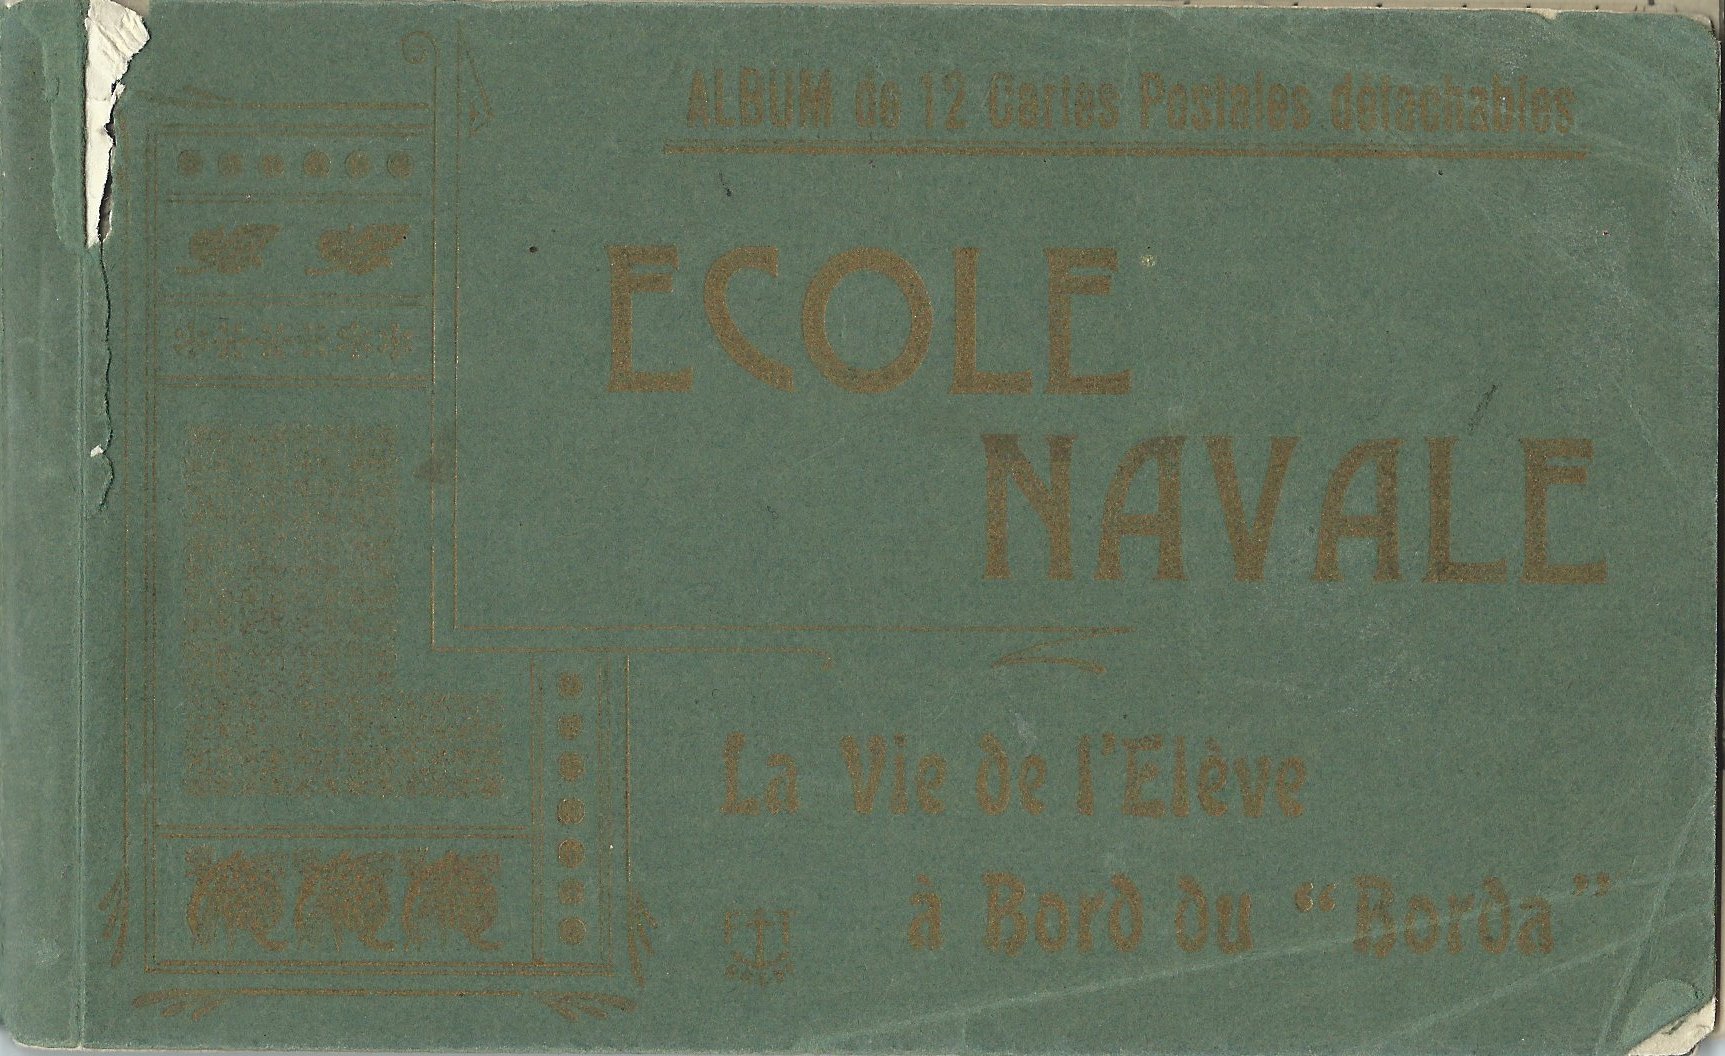 ALBUM de 12 Cartes Postales détachables
ECOLE
NAVALE
La Vie de l'Elève
à Bord du “Borda”